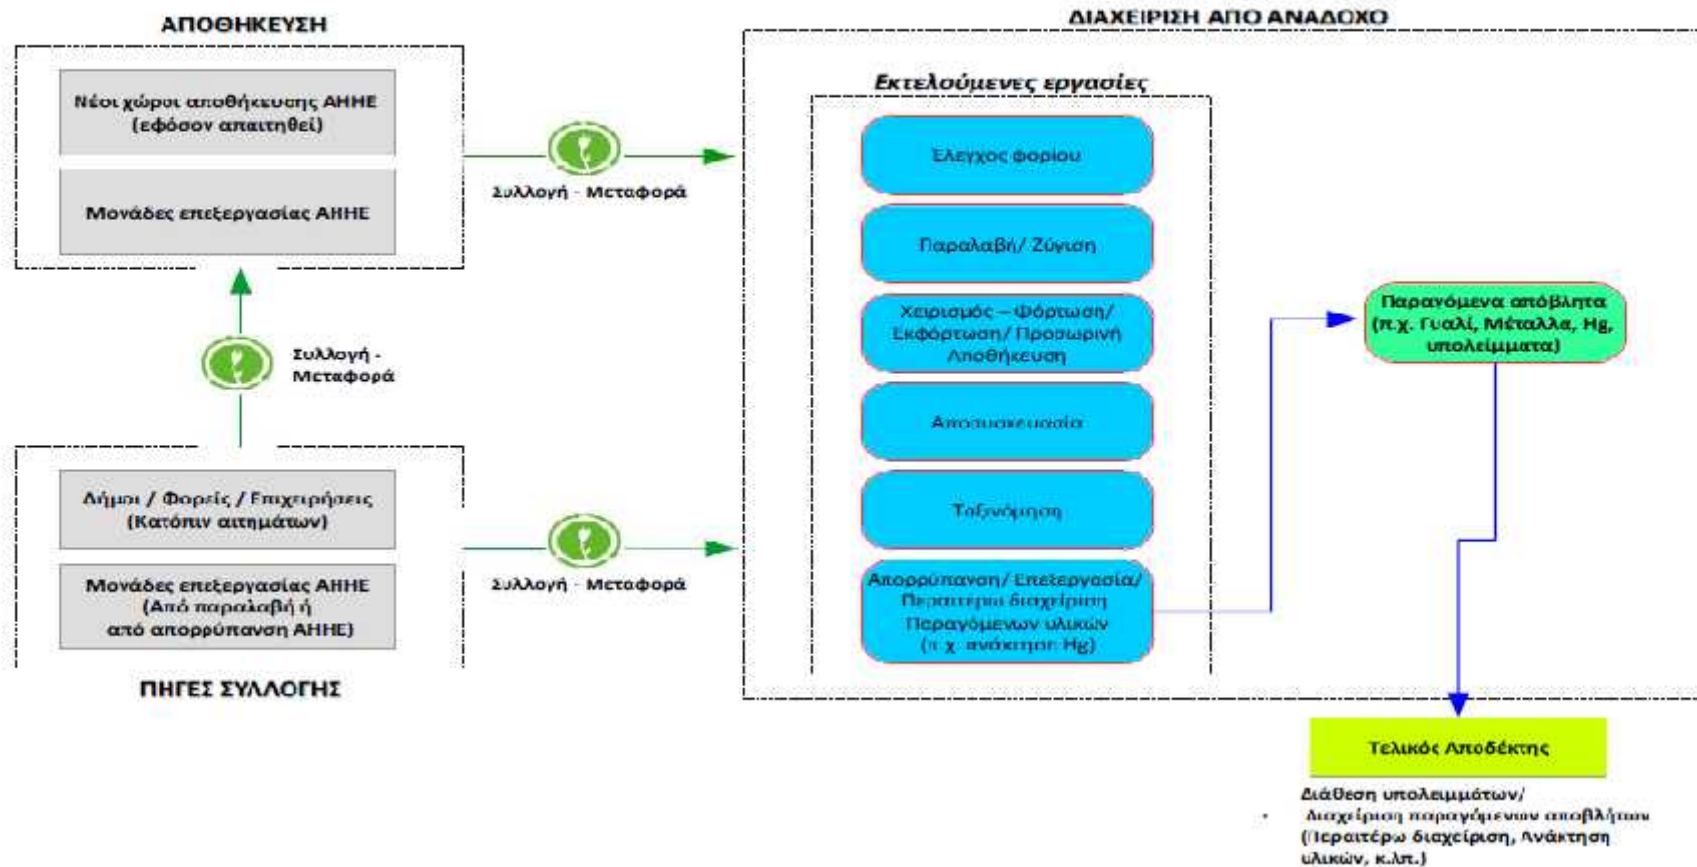 ΑΠΟΘΗΚΕΥΣΗ
Νέοι χώροι αποθήκευσης ΑΗΗΕ
(εφόσον απαιτηθεί)
Μονάδες επεξεργασίας ΑΗΗΕ
Συλλογή - Μεταφορά
Συλλογή -
Μεταφορά
Δήμοι / Φορείς / Επιχειρήσεις
(Κατόπιν αιτημάτων)
Μονάδες επεξεργασίας ΑΗΗΕ
(Από παραλαβή ή
από απορρύπανση ΑΗΗΕ)
ΠΗΓΕΣ ΣΥΛΛΟΓΗΣ
Συλλογή - Μεταφορά
ΔΙΑΧΕΙΡΙΣΗ ΑΠΟ ΑΝΑΔΟΧΟ
Εκτελούμενες εργασίες
Έλεγχος φορίου
Παραλαβή/ Ζύγιση
Χειρισμός – Φόρτωση/
Εκφόρτωση/ Προσωρινή
Αποθήκευση
Αποσυσκευασία
Ταξινόμηση
Απορρύπανση/ Επεξεργασία/
Περαιτέρω διαχείριση
Παραγόμενων υλικών
(π.χ. ανάκτηση Hg)
Παρανόμενα απόβλητα
(π.χ. Γυαλί, Μέταλλα, Hg,
υπολείμματα)
Τελικός Αποδέκτης
Διάθεση υπολειμμάτων/
Διαχείριση παραγόμενων αποβλήτων
(Περαιτέρω διαχείριση, Ανάκτηση
υλικών, κ.λπ.)